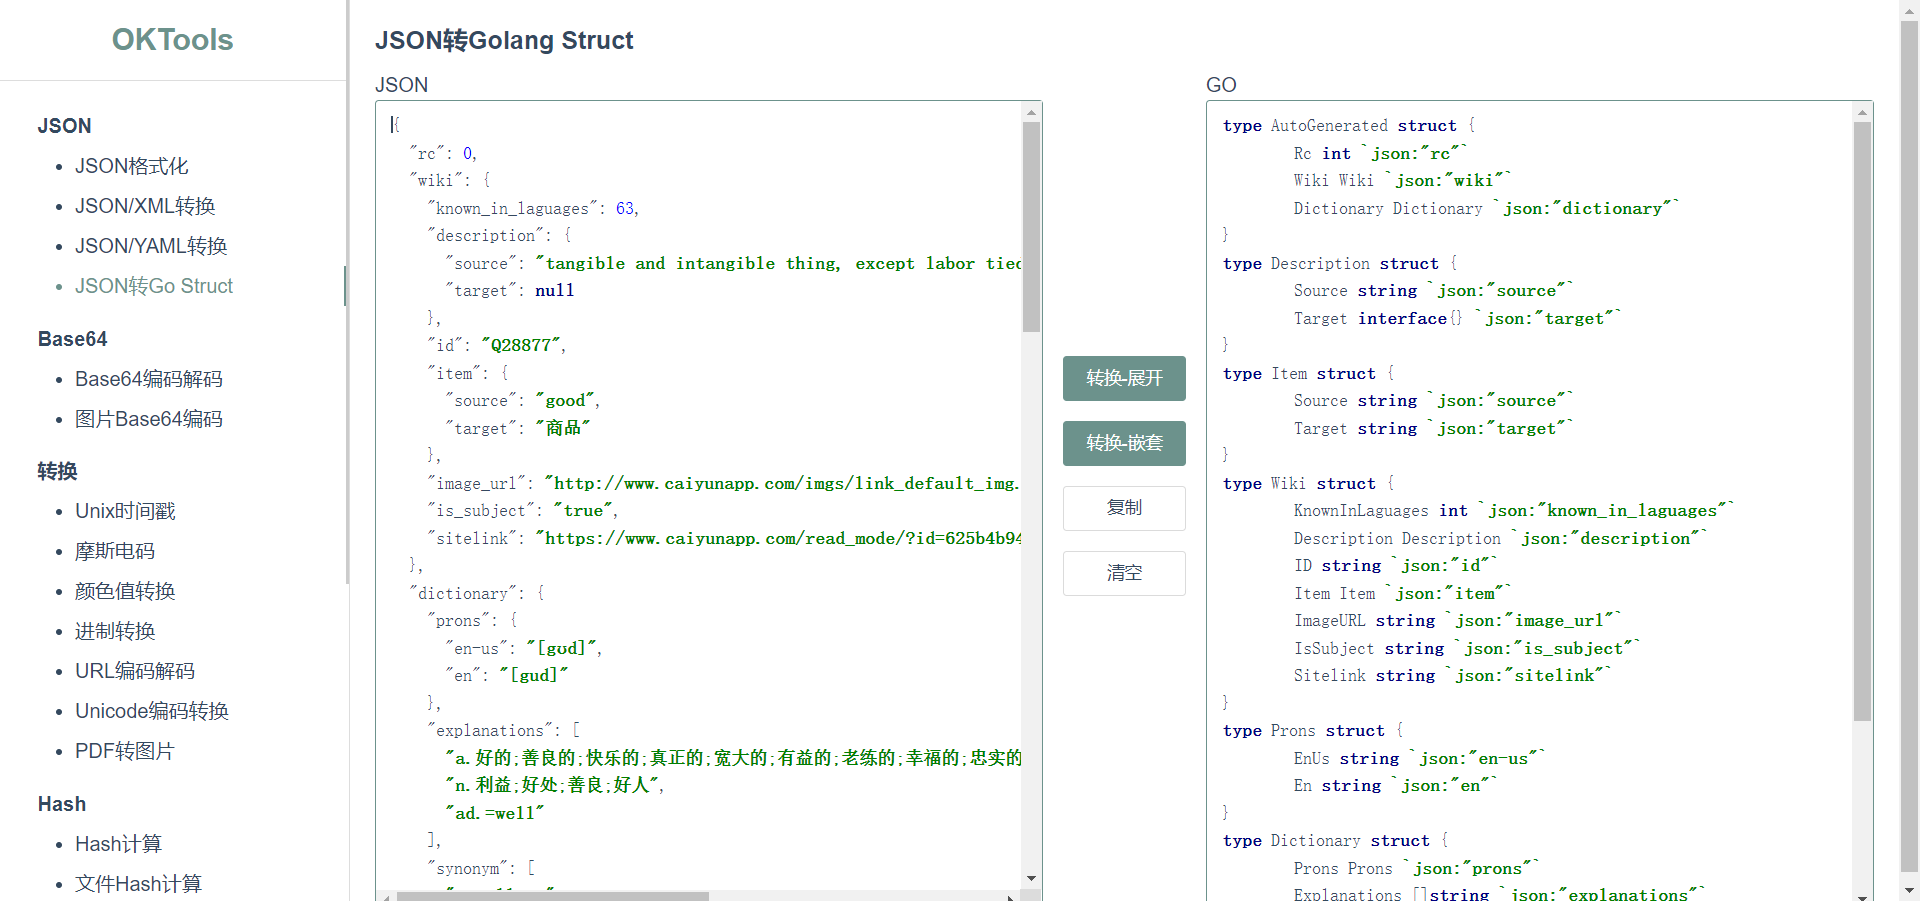 OKTools
JSON
JSON格式化
JSON/XML转换
JSON/YAML转换
JSON转Go Struct
Base64
Base64编码解码
图片Base64编码
转换
Unix时间戳
摩斯电码
颜色值转换
进制转换
URL编码解码
Unicode编码转换
PDF转图片
Hash
Hash计算
文件Hash计算
JSON转Golang Struct
JSON
{
"rc": 0,
"wiki": {
"known_in_laguages": 63,
"description": {
"source": "tangible and intangible thing, except labor tied
"target": null
},
"id": "Q28877",
"item": {
"source": "good",
"target": "商品"
},
"image_url": "http://www.caiyunapp.com/imgs/link_default_img.
"is_subject": "true",
"sitelink": "https://www.caiyunapp.com/read_mode/?id=625b4b94
},
"dictionary": {
"prons": {
"en-us": "[gʊd]",
"en": "[gud]"
},
"explanations": [
"a.好的;善良的;快乐的;真正的;宽大的;有益的;老练的;幸福的;忠实的
"n.利益;好处;善良;好人",
"ad.=well"
],
"synonym": [
转换-展开
转换-嵌套
复制
清空
GO
type AutoGenerated struct {
Rc int `json:"rc"`
Wiki Wiki `json:"wiki"`
Dictionary Dictionary `json:"dictionary"`
}
type Description struct {
Source string `json:"source"`
Target interface{} `json:"target"`
}
type Item struct {
Source string `json:"source"`
Target string `json:"target"`
}
type Wiki struct {
KnownInLaguages int `json:"known_in_laguages"`
Description Description `json:"description"`
ID string `json:"id"`
Item Item `json:"item"`
ImageURL string `json:"image_url"`
IsSubject string `json:"is_subject"`
Sitelink string `json:"sitelink"`
}
type Prons struct {
EnUs string `json:"en-us"`
En string `json:"en"`
}
type Dictionary struct {
Prons Prons `json:"prons"`
Explanations []string `json:"explanations"`